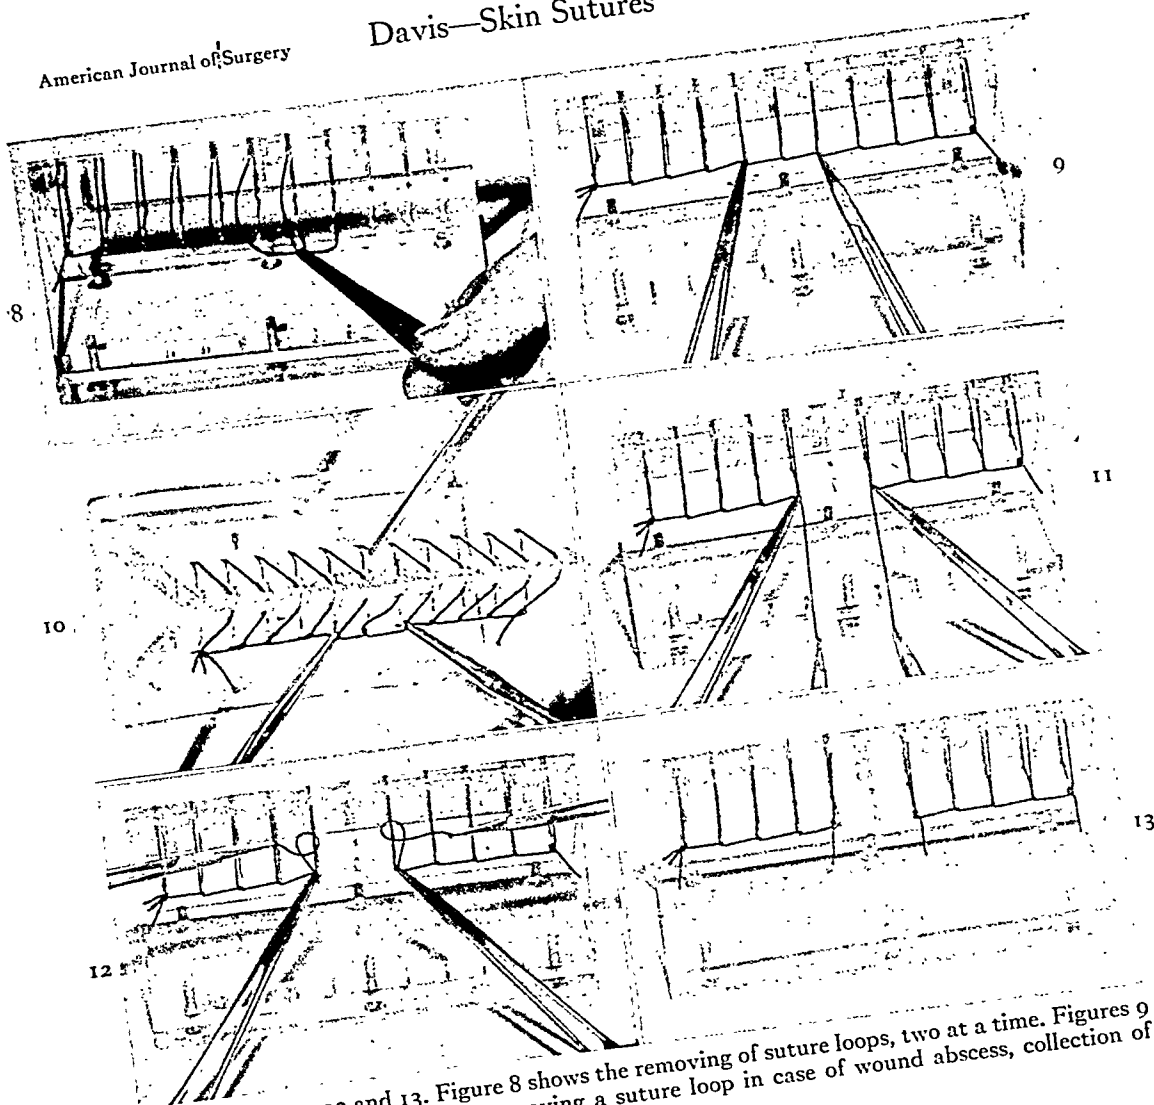 American Journal of Surgery
Davis—Skin Sutures
8
9
10
11
12
13
and 13. Figure 8 shows the removing of suture loops, two at a time. Figures 9
a suture loop in case of wound abscess, collection of